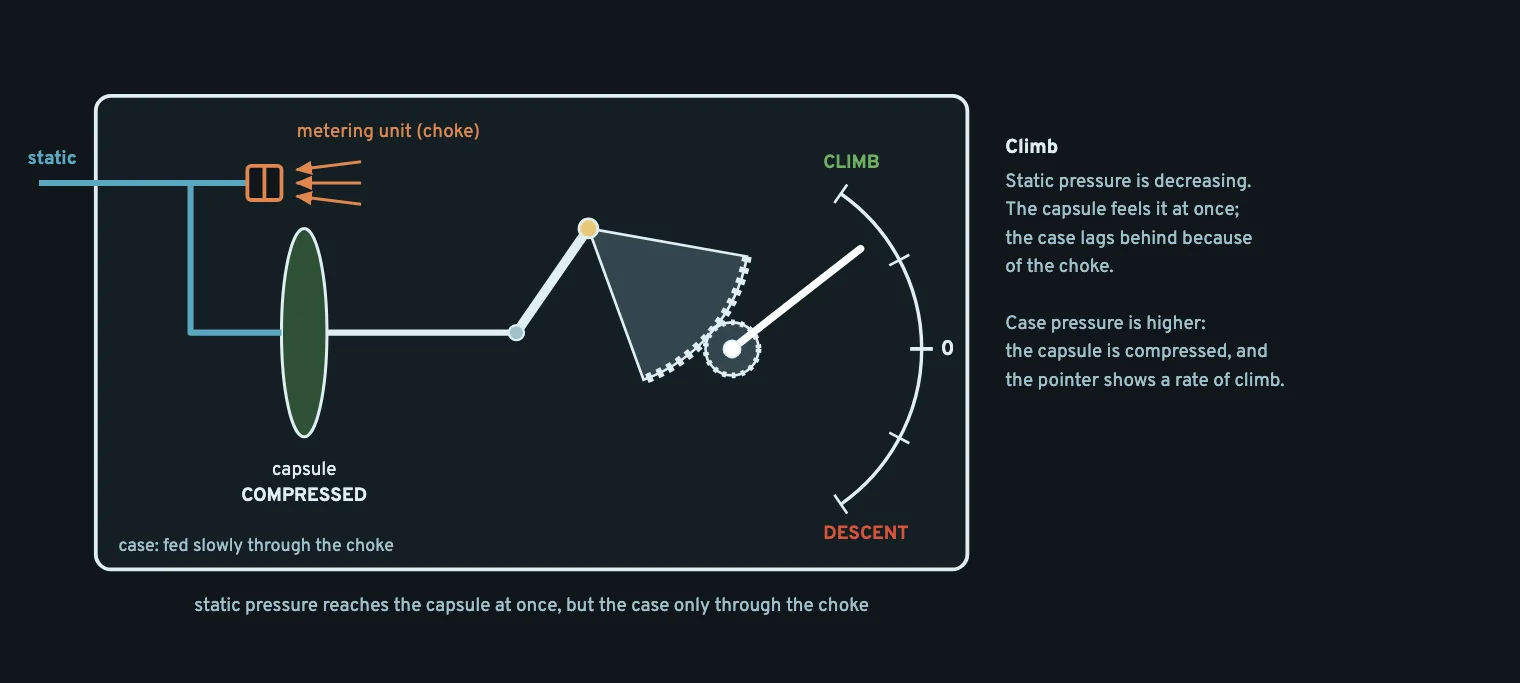 metering unit (choke)
static
CLIMB
0
capsule
COMPRESSED
DESCENT
case: fed slowly through the choke
static pressure reaches the capsule at once, but the case only through the choke
Climb
Static pressure is decreasing.
The capsule feels it at once;
the case lags behind because
of the choke.
Case pressure is higher:
the capsule is compressed, and
the pointer shows a rate of climb.